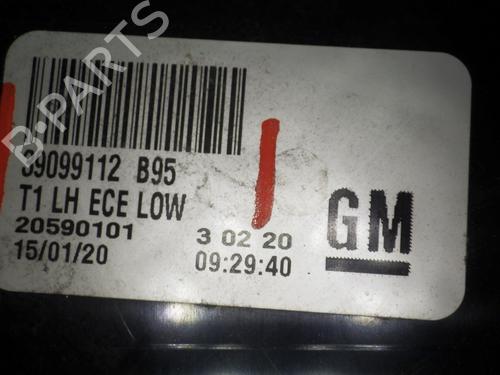 B-PARTS
39099112 B95
T1 LH ECE LOW
20590101
15/01/20
3 02 20
09:29:40
GM